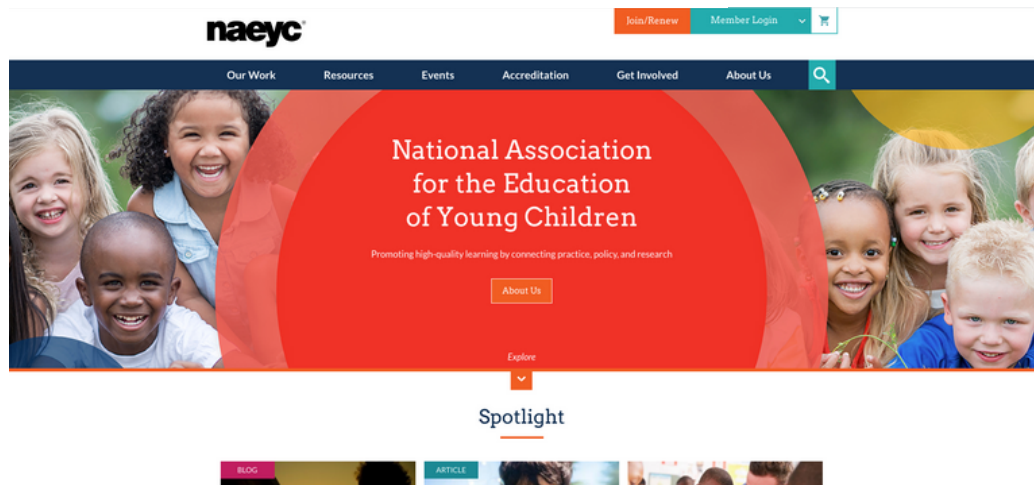 naeyc
Join/Renew
Member Login
Our Work
Resources
Events
Accreditation
Get Involved
About Us
National Association
for the Education
of Young Children
Promoting high-quality learning by connecting practice, policy, and research
About Us
Explore
Spotlight
BLOG
ARTICLE